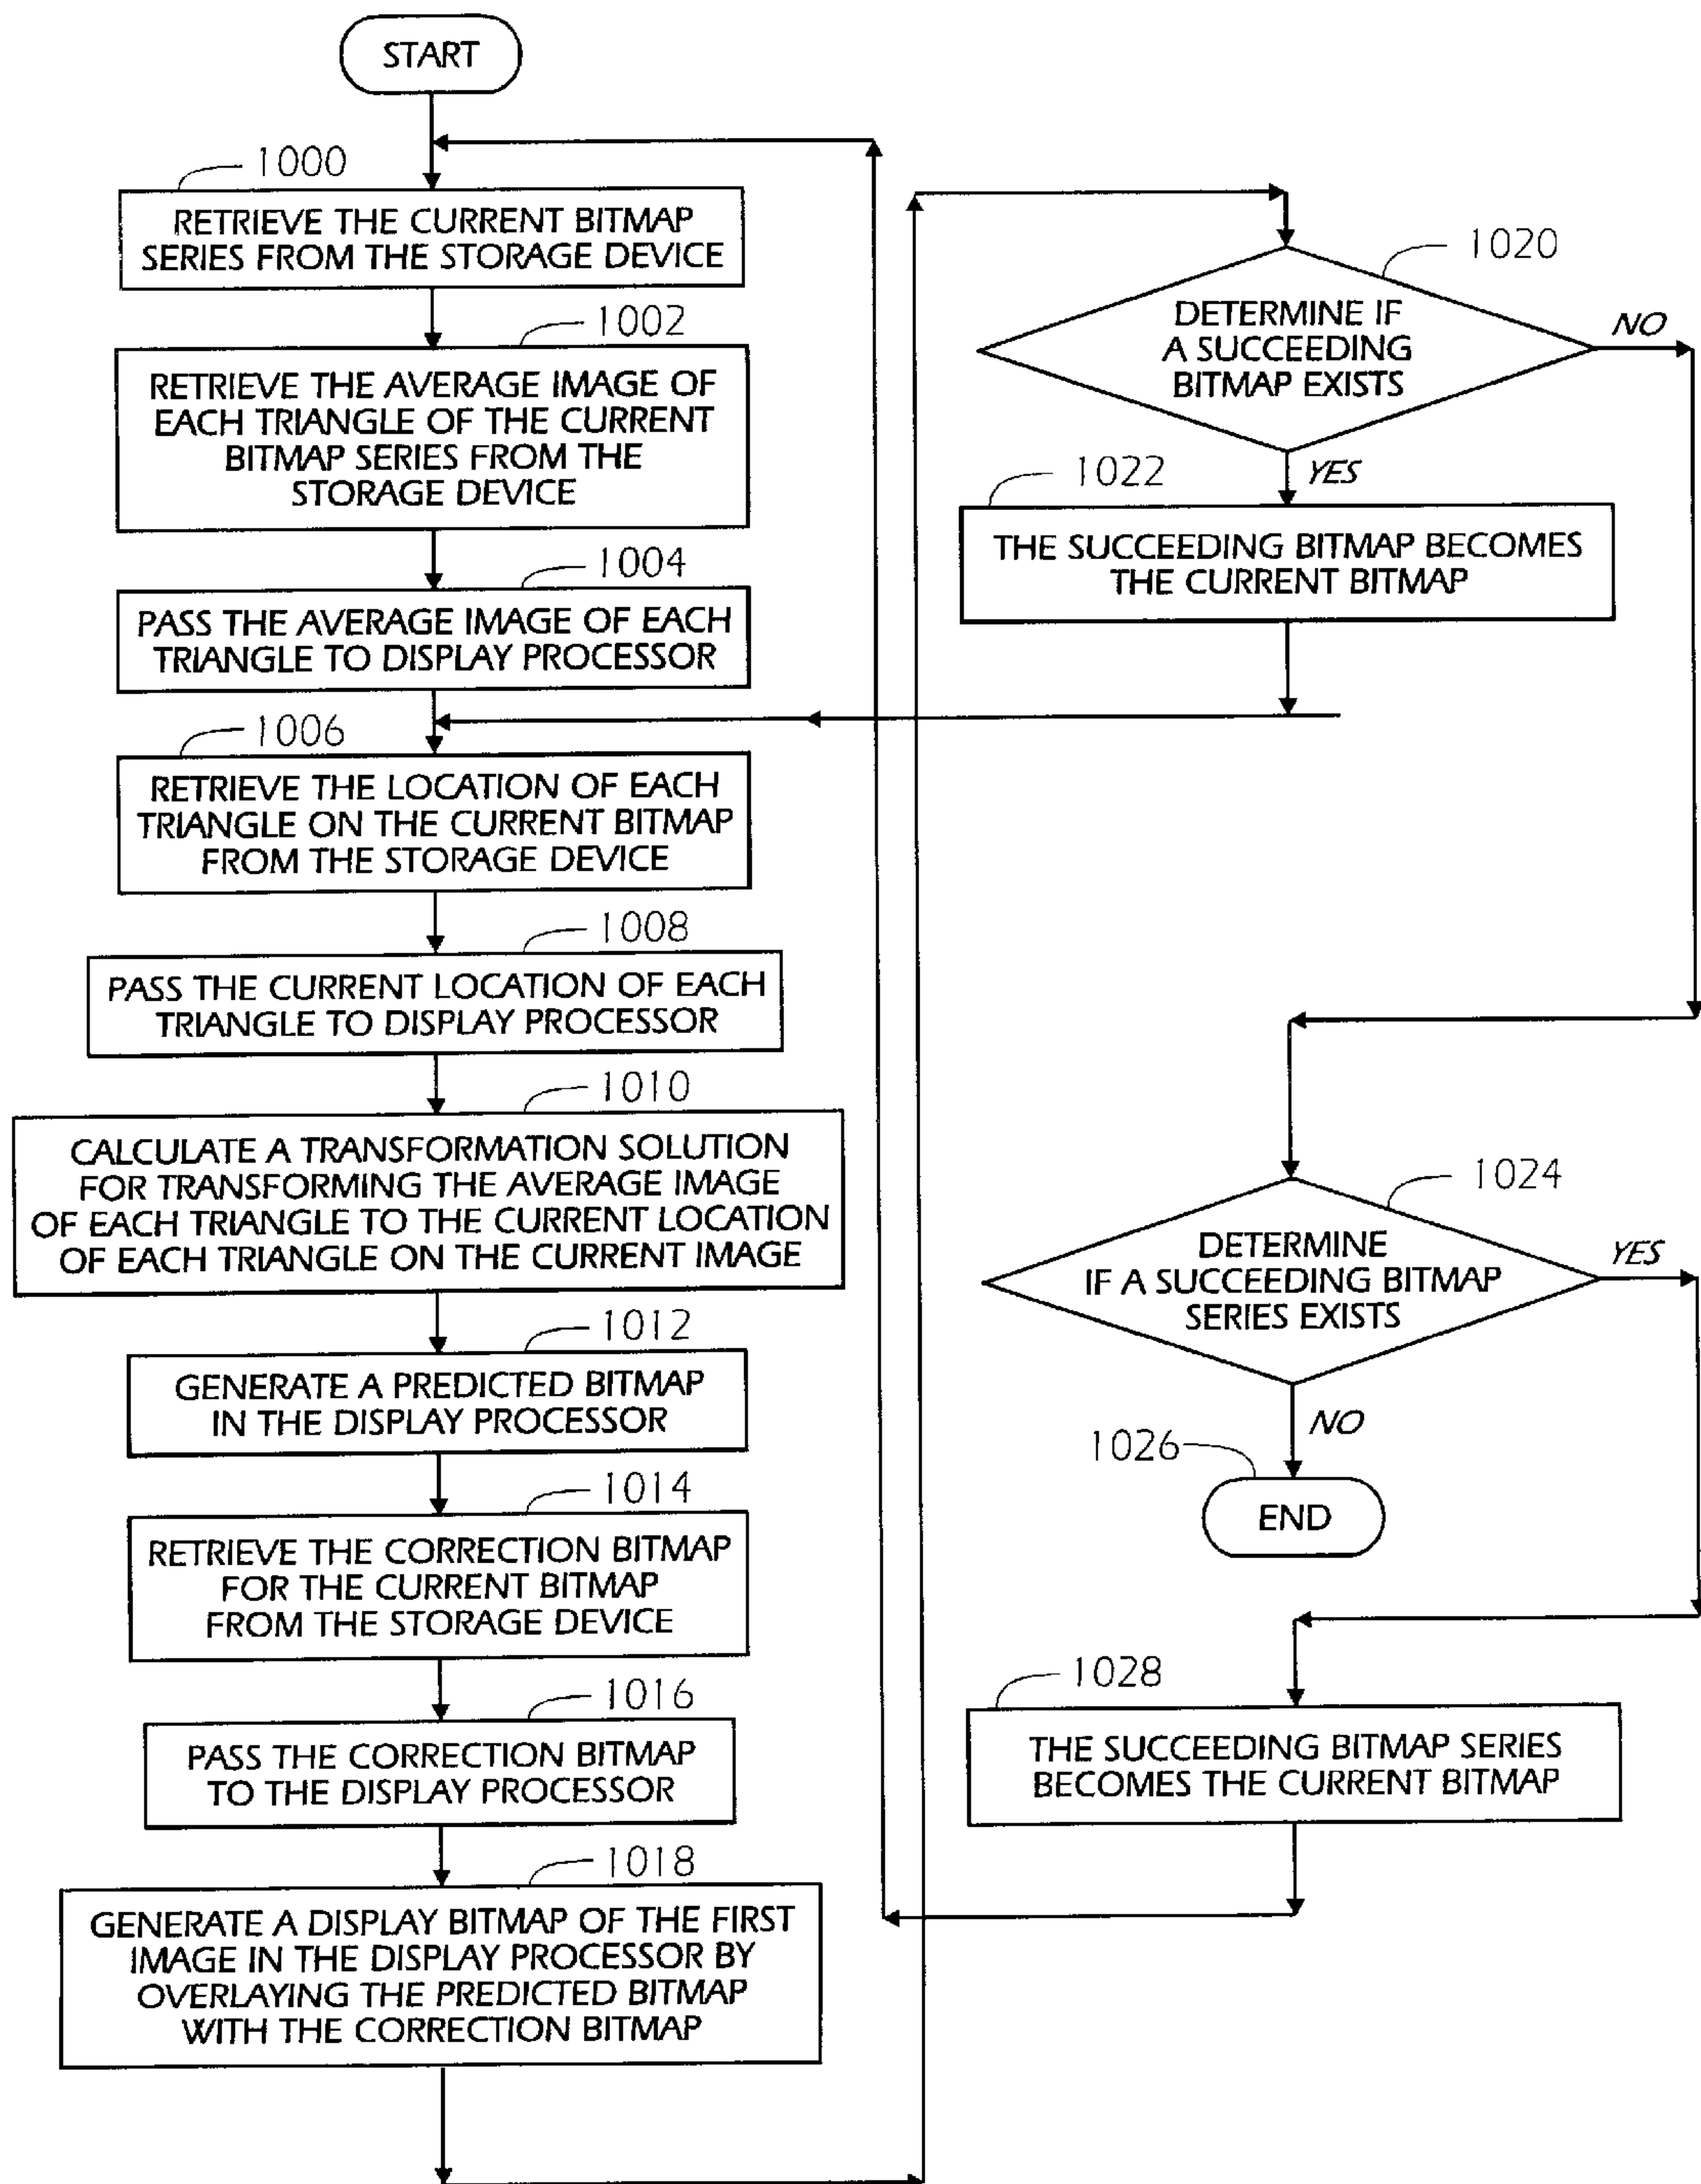 START
1000
RETRIEVE THE CURRENT BITMAP
SERIES FROM THE STORAGE DEVICE
1002
RETRIEVE THE AVERAGE IMAGE OF
EACH TRIANGLE OF THE CURRENT
BITMAP SERIES FROM THE
STORAGE DEVICE
1004
PASS THE AVERAGE IMAGE OF EACH
TRIANGLE TO DISPLAY PROCESSOR
1006
RETRIEVE THE LOCATION OF EACH
TRIANGLE ON THE CURRENT BITMAP
FROM THE STORAGE DEVICE
1008
PASS THE CURRENT LOCATION OF EACH
TRIANGLE TO DISPLAY PROCESSOR
1010
CALCULATE A TRANSFORMATION SOLUTION
FOR TRANSFORMING THE AVERAGE IMAGE
OF EACH TRIANGLE TO THE CURRENT LOCATION
OF EACH TRIANGLE ON THE CURRENT IMAGE
1012
GENERATE A PREDICTED BITMAP
IN THE DISPLAY PROCESSOR
1014
RETRIEVE THE CORRECTION BITMAP
FOR THE CURRENT BITMAP
FROM THE STORAGE DEVICE
1016
PASS THE CORRECTION BITMAP
TO THE DISPLAY PROCESSOR
1018
GENERATE A DISPLAY BITMAP OF THE FIRST
IMAGE IN THE DISPLAY PROCESSOR BY
OVERLAYING THE PREDICTED BITMAP
WITH THE CORRECTION BITMAP
1020
DETERMINE IF
A SUCCEEDING
BITMAP EXISTS
NO
YES
1022
THE SUCCEEDING BITMAP BECOMES
THE CURRENT BITMAP
1024
DETERMINE
IF A SUCCEEDING BITMAP
SERIES EXISTS
YES
NO
1026
END
1028
THE SUCCEEDING BITMAP SERIES
BECOMES THE CURRENT BITMAP